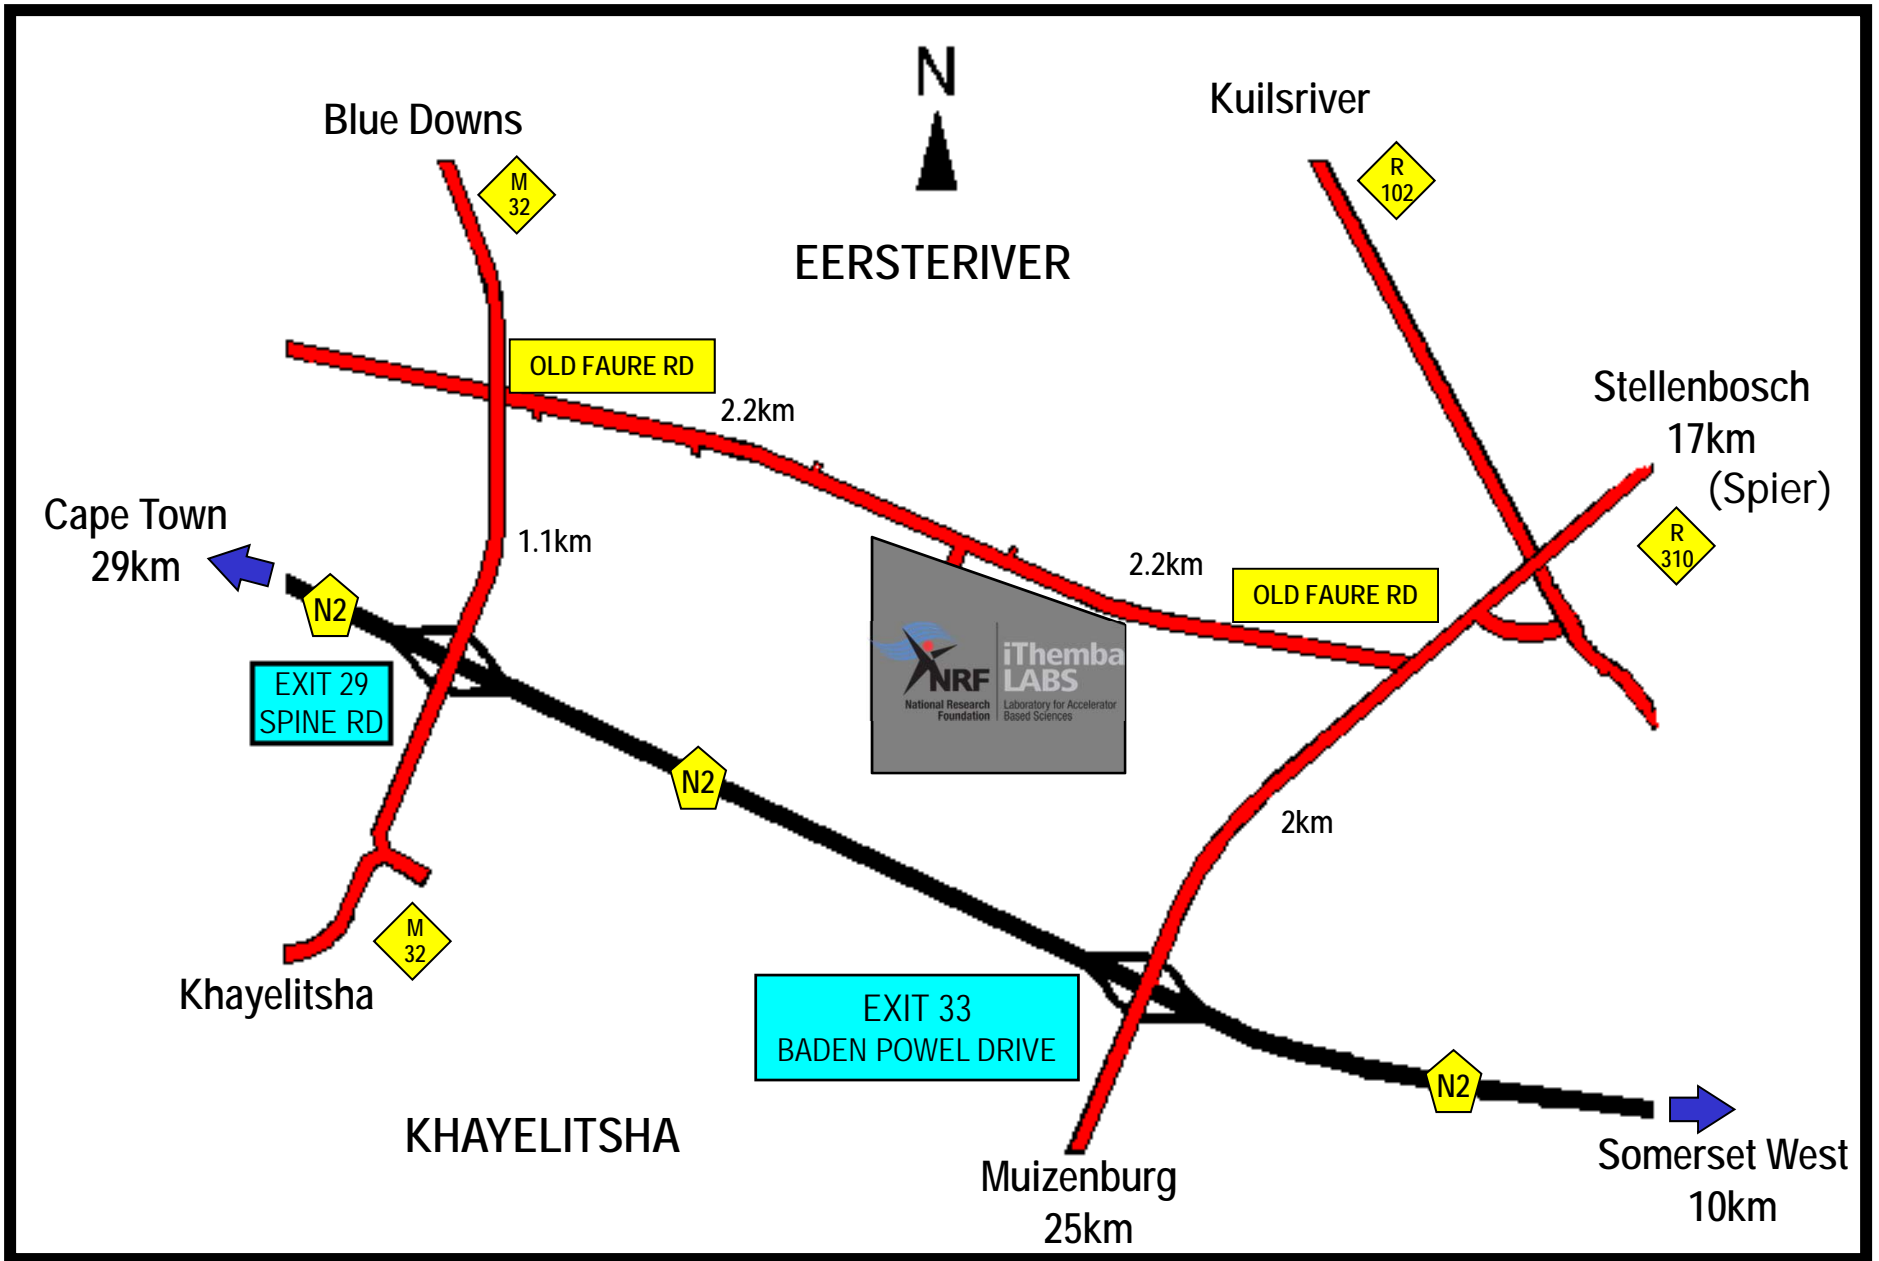 N
Blue Downs
Kuilsriver
M
32
R
102
EERSTERIVER
OLD FAURE RD
2.2km
Stellenbosch
17km
(Spier)
Cape Town
29km
1.1km
R
310
2.2km
OLD FAURE RD
N2
EXIT 29
SPINE RD
NRF
National Research
Foundation
iThemba
LABS
Laboratory for Accelerator
Based Sciences
N2
2km
M
32
Khayelitsha
EXIT 33
BADEN POWEL DRIVE
N2
KHAYELITSHA
Muizenburg
25km
Somerset West
10km